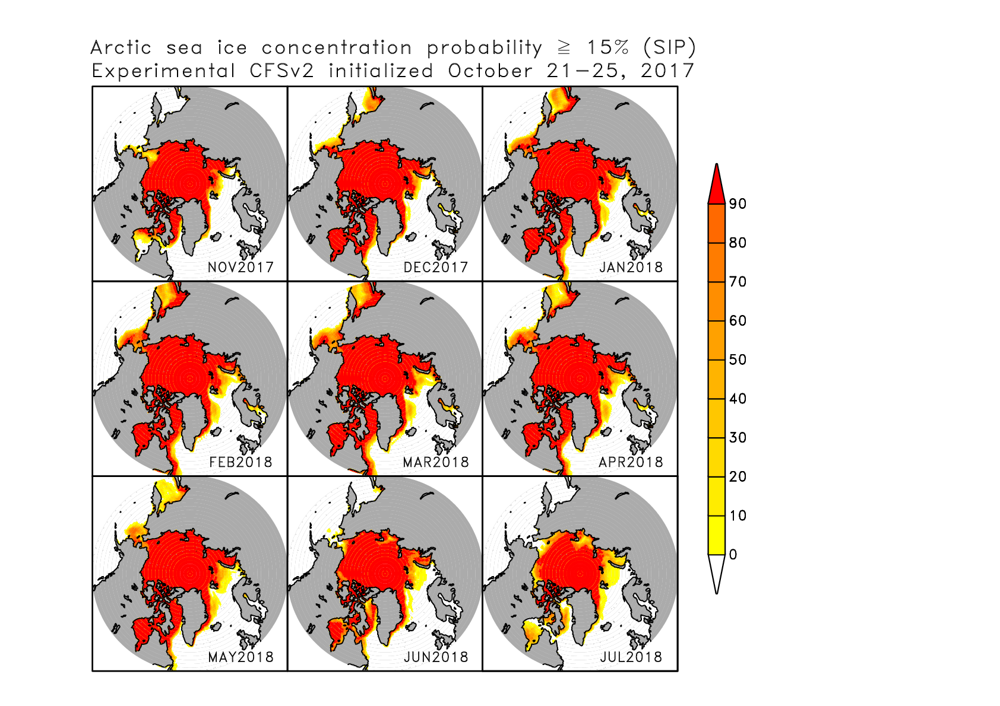 Arctic sea ice concentration probability ≧ 15% (SIP)
Experimental CFSv2 initialized October 21-25, 2017
NOV2017
DEC2017
JAN2018
FEB2018
MAR2018
APR2018
MAY2018
JUN2018
JUL2018
90
80
70
60
50
40
30
20
10
0